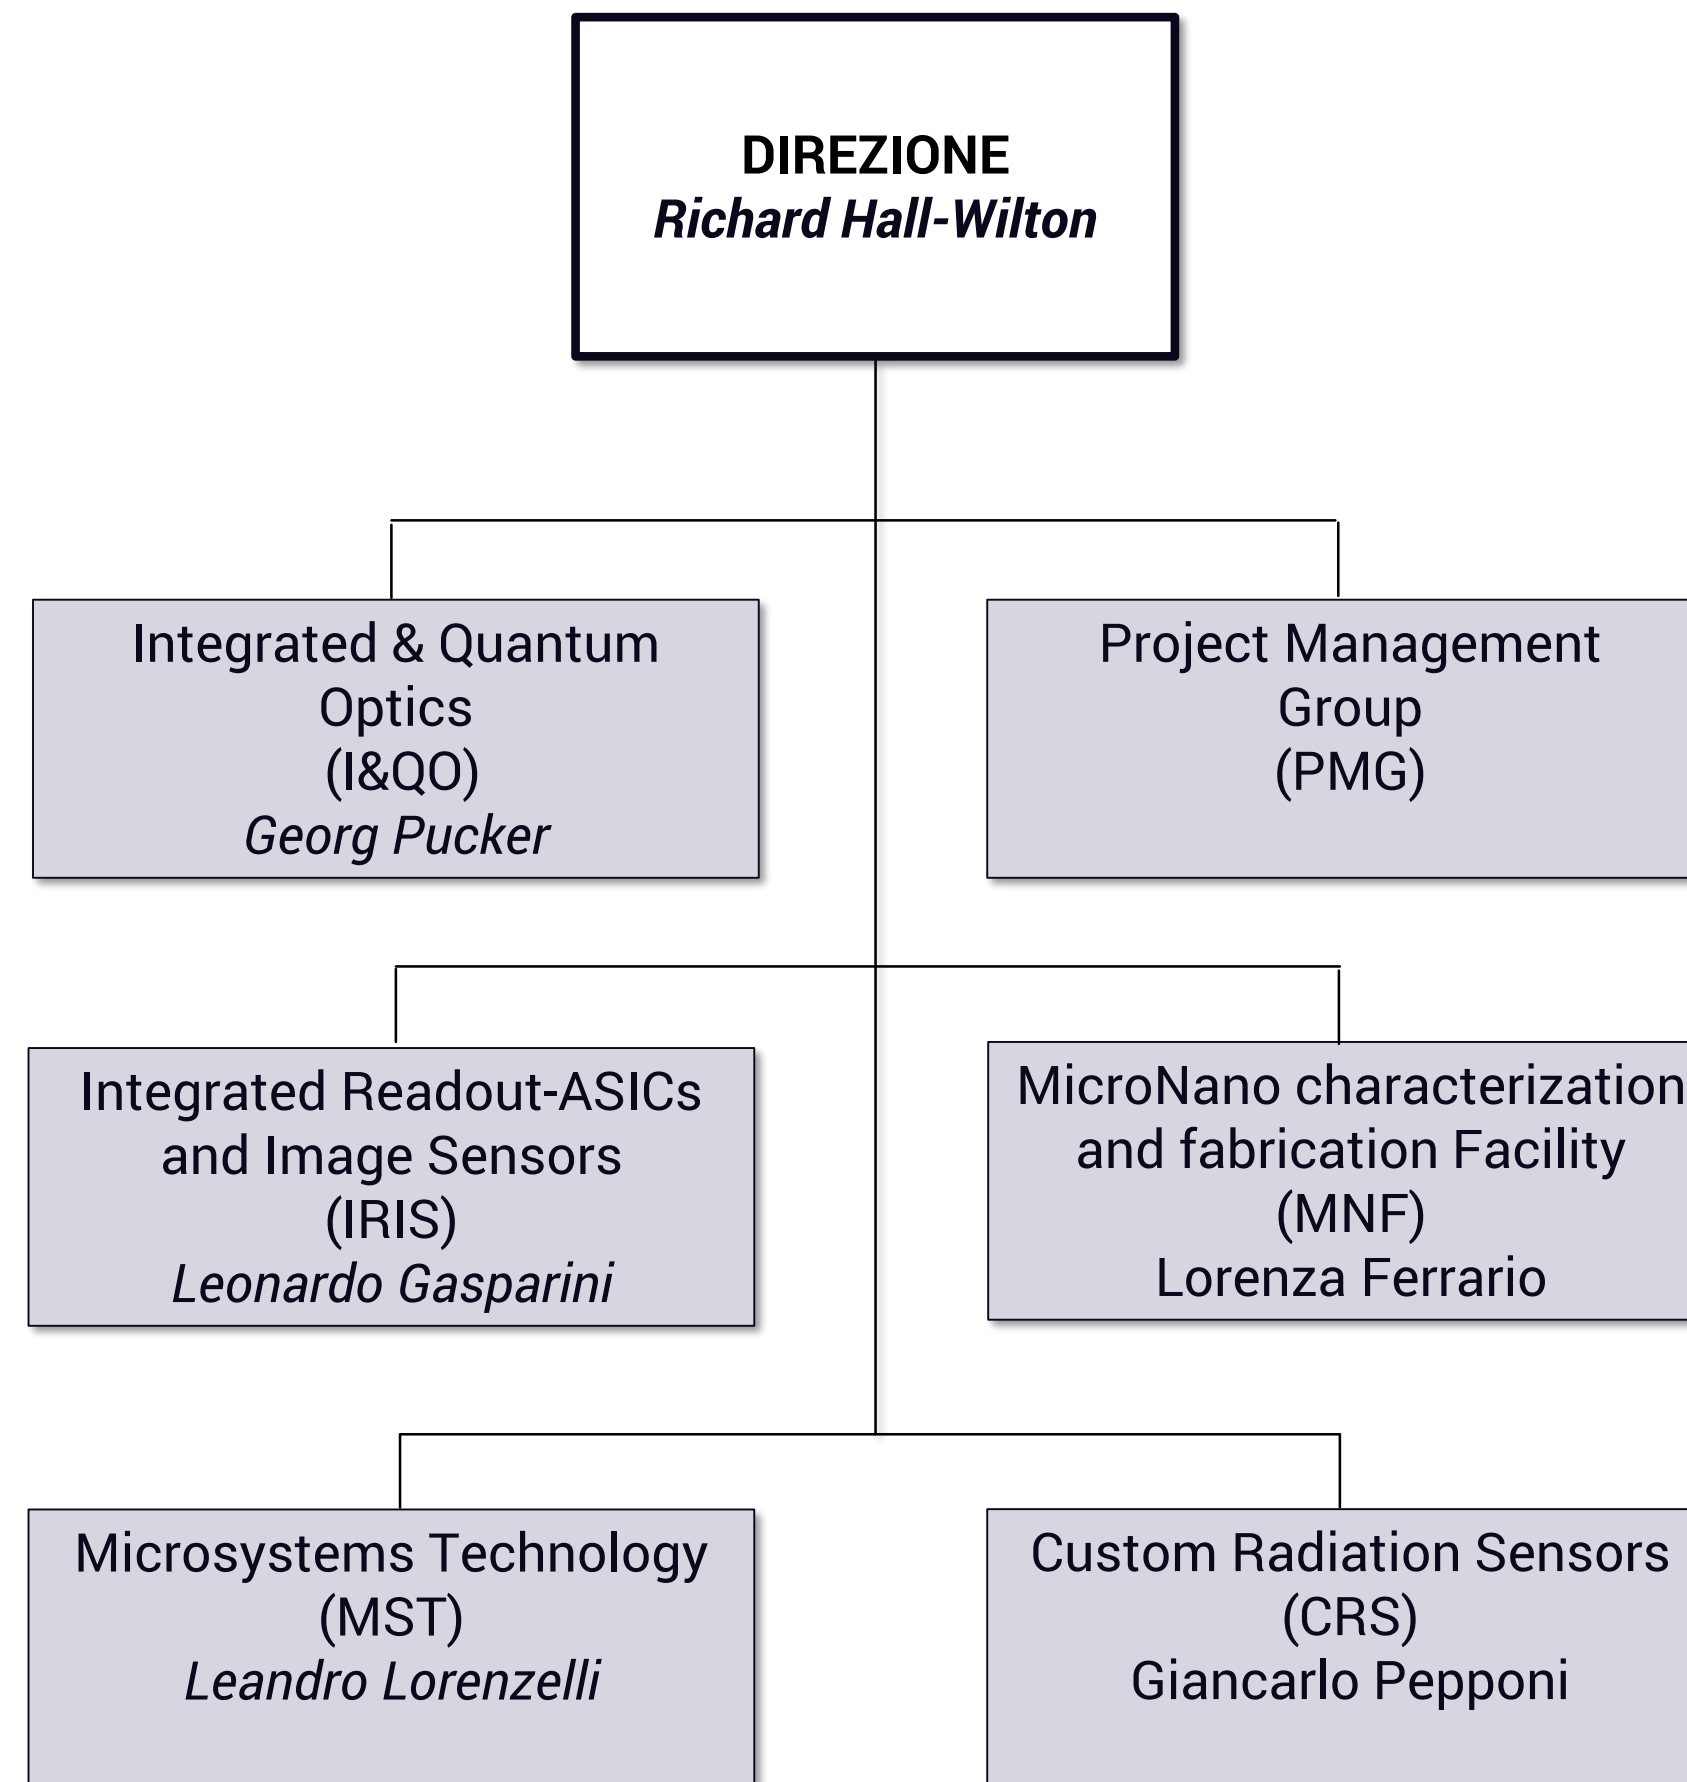 DIREZIONE
Richard Hall-Wilton
Integrated & Quantum
Optics
(I&QO)
Georg Pucker
Project Management
Group
(PMG)
Integrated Readout-ASICs
and Image Sensors
(IRIS)
Leonardo Gasparini
MicroNano characterization
and fabrication Facility
(MNF)
Lorenza Ferrario
Microsystems Technology
(MST)
Leandro Lorenzelli
Custom Radiation Sensors
(CRS)
Giancarlo Pepponi